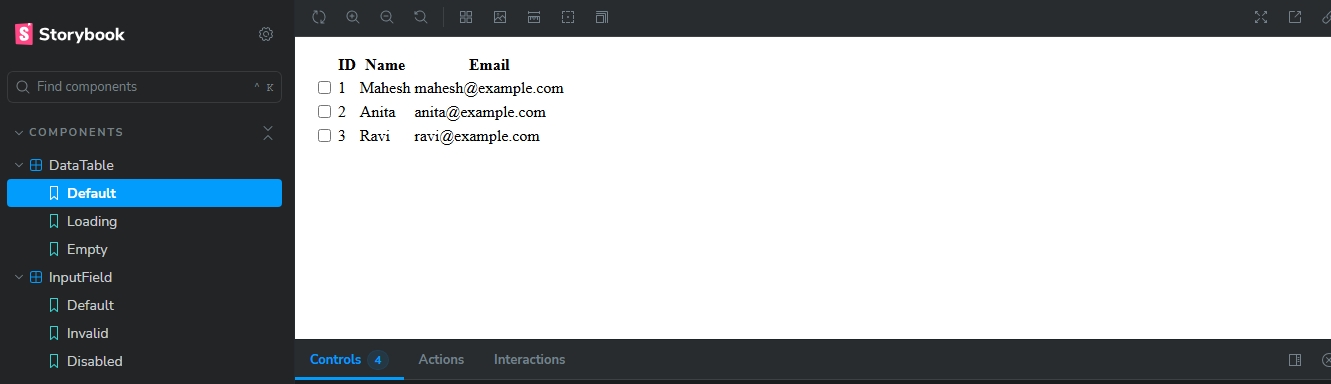 Storybook
Find components
^ K
COMPONENTS
DataTable
Default
Loading
Empty
InputField
Default
Invalid
Disabled
ID Name Email
1 Mahesh mahesh@example.com
2 Anita anita@example.com
3 Ravi ravi@example.com
Controls 4 Actions Interactions